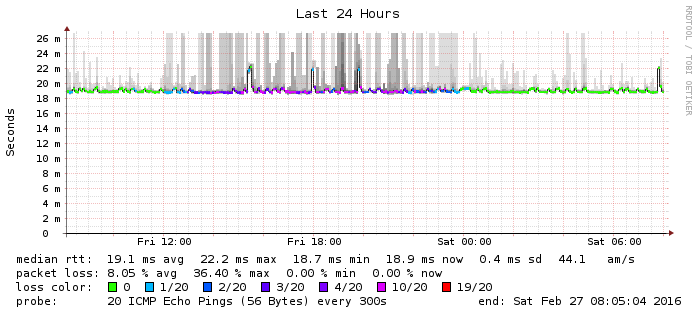 Last 24 Hours
RRDTOOL / TOBI OETIKER
Seconds
26 m
24 m
22 m
20 m
18 m
16 m
14 m
12 m
10 m
8 m
6 m
4 m
2 m
0
Fri 12:00 Fri 18:00 Sat 00:00 Sat 06:00
median rtt: 19.1 ms avg 22.2 ms max 18.7 ms min 18.9 ms now 0.4 ms sd 44.1 am/s
packet loss: 8.05 % avg 36.40 % max 0.00 % min 0.00 % now
loss color: 0 1/20 2/20 3/20 4/20 10/20 19/20
probe: 20 ICMP Echo Pings (56 Bytes) every 300s end: Sat Feb 27 08:05:04 2016